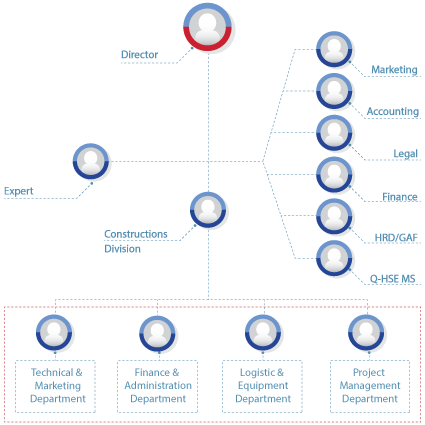 Director
Marketing
Accounting
Legal
Expert
Finance
Constructions
Division
HRD/GAF
Q-HSE MS
Technical &
Marketing
Department
Finance &
Administration
Department
Logistic &
Equipment
Department
Project
Management
Department